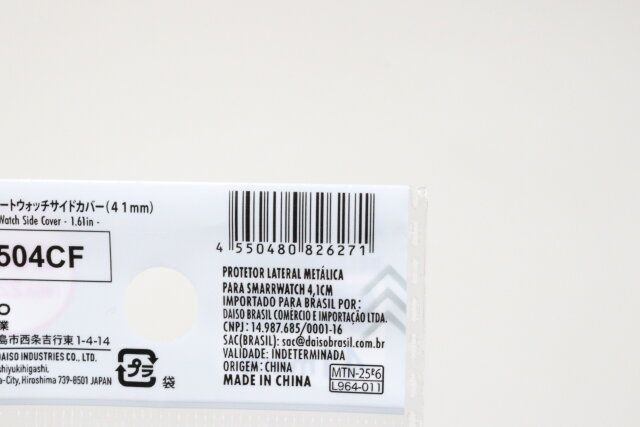 ートウォッチサイドカバー(41mm)
Watch Side Cover - 1.61in -
504CF
業
島市西条吉行東1-4-14
DAISO INDUSTRIES CO., LTD.
shiyukihigashi,
a-City, Hiroshima 739-8501 JAPAN
プラ 袋
4 550480 826271
PROTETOR LATERAL METÁLICA
PARA SMARRWATCH 4,1CM
IMPORTADO PARA BRASIL POR:
DAISO BRASIL COMÉRCIO E IMPORTAÇÃO LTDA.
CNPJ: 14.987.685/0001-16
SAC(BRASIL): sac@daisobrasil.com.br
VALIDADE: INDETERMINADA
ORIGEM: CHINA
MADE IN CHINA
L964-011